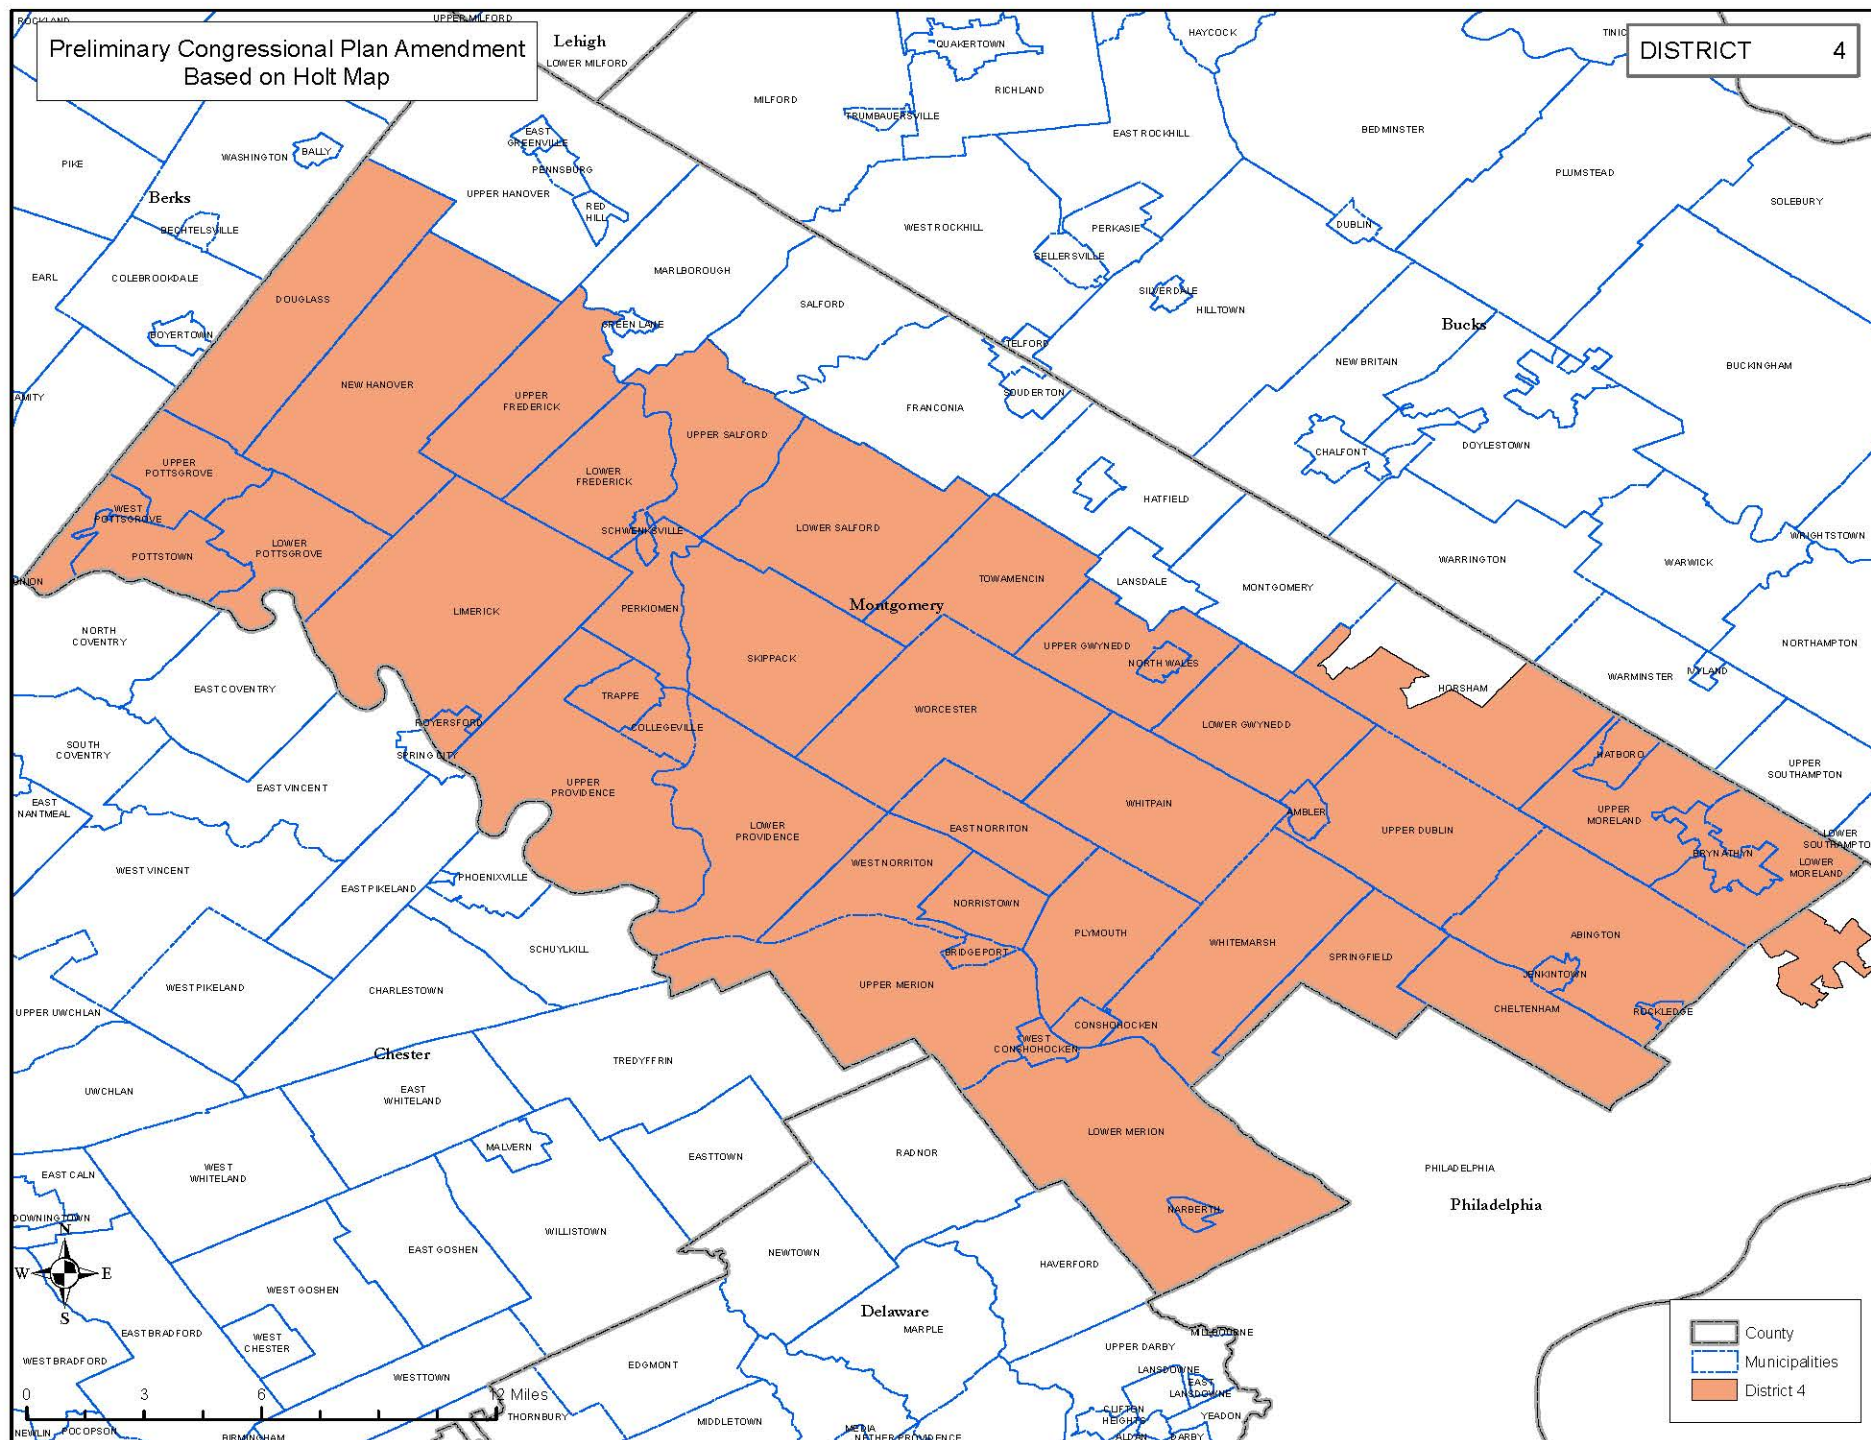 Preliminary Congressional Plan Amendment
Based on Holt Map
DISTRICT 4
ROCKLAND
UPPER MILFORD
Lehigh
LOWER MILFORD
QUAKERTOWN
HAYCOCK
MILFORD
RICHLAND
TRUMBAUERSVILLE
EAST ROCKHILL
BEDMINSTER
PIKE
WASHINGTON
BALLY
EAST
GREENVILLE
PENNSBURG
UPPER HANOVER
RED
HILL
Berks
BECHTELSVILLE
PLUMSTEAD
SOLEBURY
WEST ROCKHILL
PERKASIE
DUBLIN
SELLERSVILLE
EARL
COLEBROOKDALE
MARLBOROUGH
DOUGLASS
SALFORD
SILVERDALE
HILLTOWN
BOYERTOWN
GREEN LANE
TELFORD
Bucks
NEW BRITAIN
BUCKINGHAM
AMITY
NEW HANOVER
UPPER
FREDERICK
FRANCONIA
SOUDERTON
UPPER SALFORD
CHALFONT
DOYLESTOWN
UPPER
POTTSGROVE
LOWER
FREDERICK
HATFIELD
WEST
POTTSGROVE
SCHWENKSVILLE
LOWER SALFORD
WRIGHTSTOWN
POTTSTOWN
LOWER
POTTSGROVE
WARRINGTON
WARWICK
UNION
TOWAMENCIN
LANSDALE
MONTGOMERY
LIMERICK
PERKIOMEN
Montgomery
NORTH
COVENTRY
SKIPPACK
UPPER GWYNEDD
NORTH WALES
NORTHAMPTON
WARMINSTER
IVYLAND
EAST COVENTRY
TRAPPE
HORSHAM
ROYERSFORD
COLLEGEVILLE
WORCESTER
LOWER GWYNEDD
SOUTH
COVENTRY
SPRING CITY
HATBORO
UPPER
SOUTHAMPTON
EAST
NANTMEAL
EAST VINCENT
UPPER
PROVIDENCE
WHITPAIN
AMBLER
UPPER
MORELAND
LOWER
PROVIDENCE
EAST NORRITON
UPPER DUBLIN
BRYN ATHYN
LOWER
MORELAND
WEST VINCENT
WEST NORRITON
EAST PIKELAND
PHOENIXVILLE
NORRISTOWN
PLYMOUTH
WHITEMARSH
ABINGTON
SCHUYLKILL
BRIDGEPORT
SPRINGFIELD
JENKINTOWN
WEST PIKELAND
CHARLESTOWN
UPPER MERION
CHELTENHAM
ROCKLEDGE
UPPER UWCHLAN
CONSHOHOCKEN
WEST
CONSHOHOCKEN
Chester
TREDYFFRIN
UWCHLAN
EAST
WHITELAND
LOWER MERION
MALVERN
EASTTOWN
RADNOR
PHILADELPHIA
EAST CALN
WEST
WHITELAND
Philadelphia
DOWNINGTOWN
NARBERTH
N
W E
S
EAST GOSHEN
WILLISTOWN
NEWTOWN
HAVERFORD
WEST GOSHEN
Delaware
MARPLE
EAST BRADFORD
WEST
CHESTER
MILLBOURNE
UPPER DARBY
WEST BRADFORD
WESTTOWN
EDGMONT
LANSDOWNE
EAST
LANSDOWNE
0 3 6 12 Miles
THORNBURY
MIDDLETOWN
CLIFTON
HEIGHTS
YEADON
NEWLIN
POCOPSON
BIRMINGHAM
MEDIA
NETHER PROVIDENCE
ALDAN
DARBY
County
Municipalities
District 4